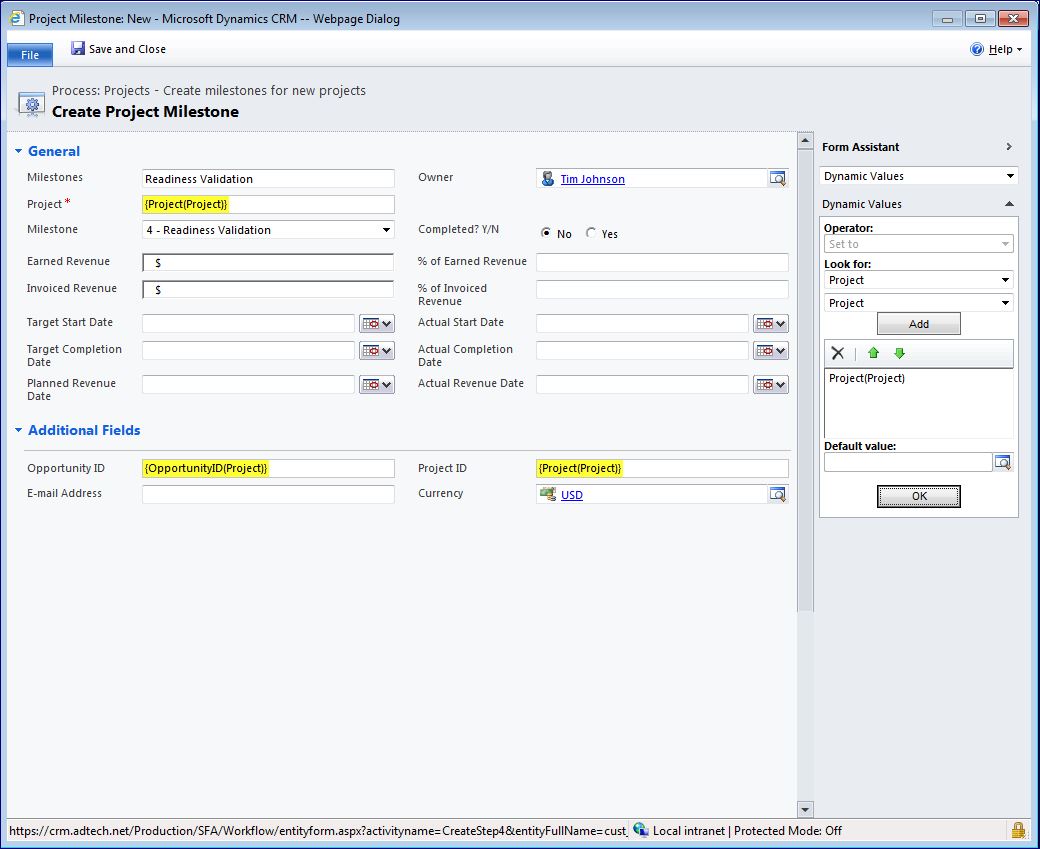 Project Milestone: New - Microsoft Dynamics CRM -- Webpage Dialog
File
Save and Close
Help
Process: Projects - Create milestones for new projects
Create Project Milestone
General
Milestones
Readiness Validation
Owner
Tim Johnson
Project *
{Project(Project)}
Milestone
4 - Readiness Validation
Completed? Y/N
No
Yes
Earned Revenue
$
% of Earned Revenue
Invoiced Revenue
$
% of Invoiced
Revenue
Target Start Date
Actual Start Date
Target Completion
Date
Actual Completion
Date
Planned Revenue
Date
Actual Revenue Date
Additional Fields
Opportunity ID
{OpportunityID(Project)}
Project ID
{Project(Project)}
E-mail Address
Currency
USD
Form Assistant
Dynamic Values
Dynamic Values
Operator:
Set to
Look for:
Project
Project
Add
Project(Project)
Default value:
OK
https://crm.adtech.net/Production/SFA/Workflow/entityform.aspx?activityname=CreateStep4&entityFullName=cust_
Local intranet | Protected Mode: Off